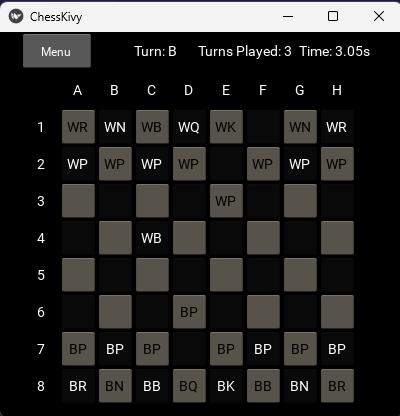 ChessKivy
Menu Turn: B Turns Played: 3 Time: 3.05s
A B C D E F G H
1 WR WN WB WQ WK WN WR
2 WP WP WP WP WP WP WP
3 WP
4 WB
5
6 BP
7 BP BP BP BP BP BP BP
8 BR BN BB BQ BK BB BN BR